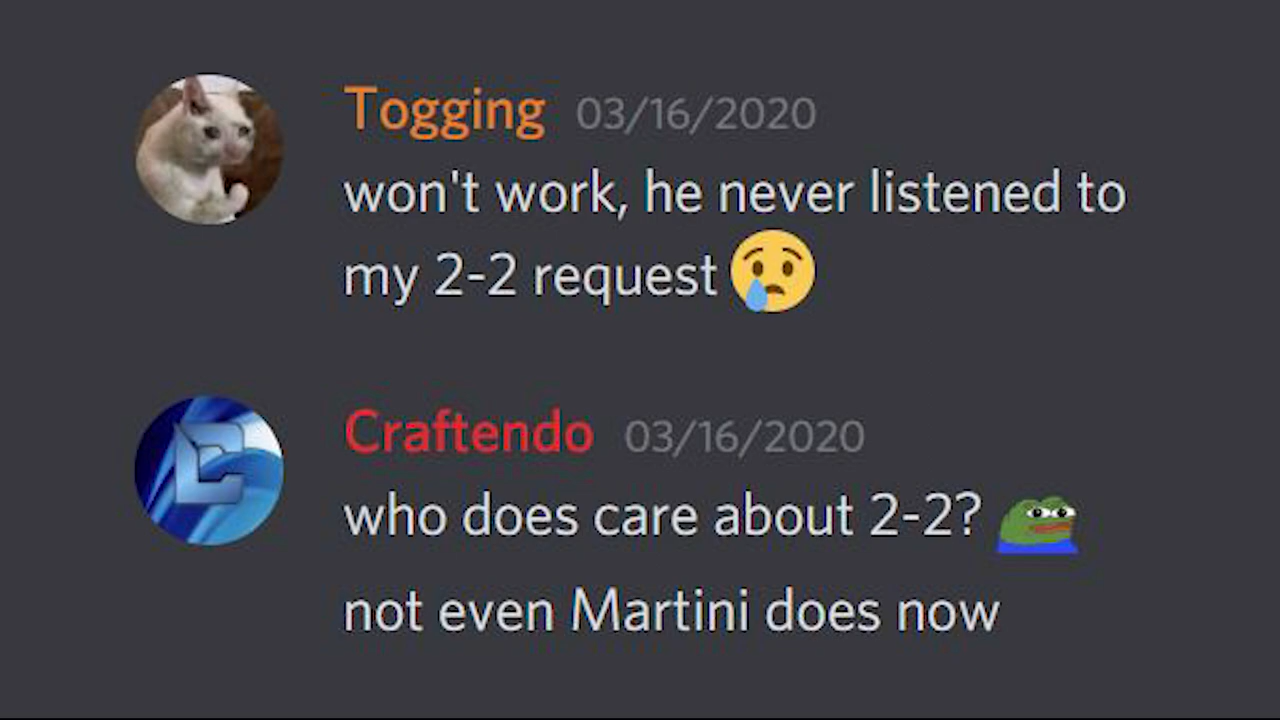 Togging 03/16/2020
won't work, he never listened to
my 2-2 request 😢
Craftendo 03/16/2020
who does care about 2-2?
not even Martini does now